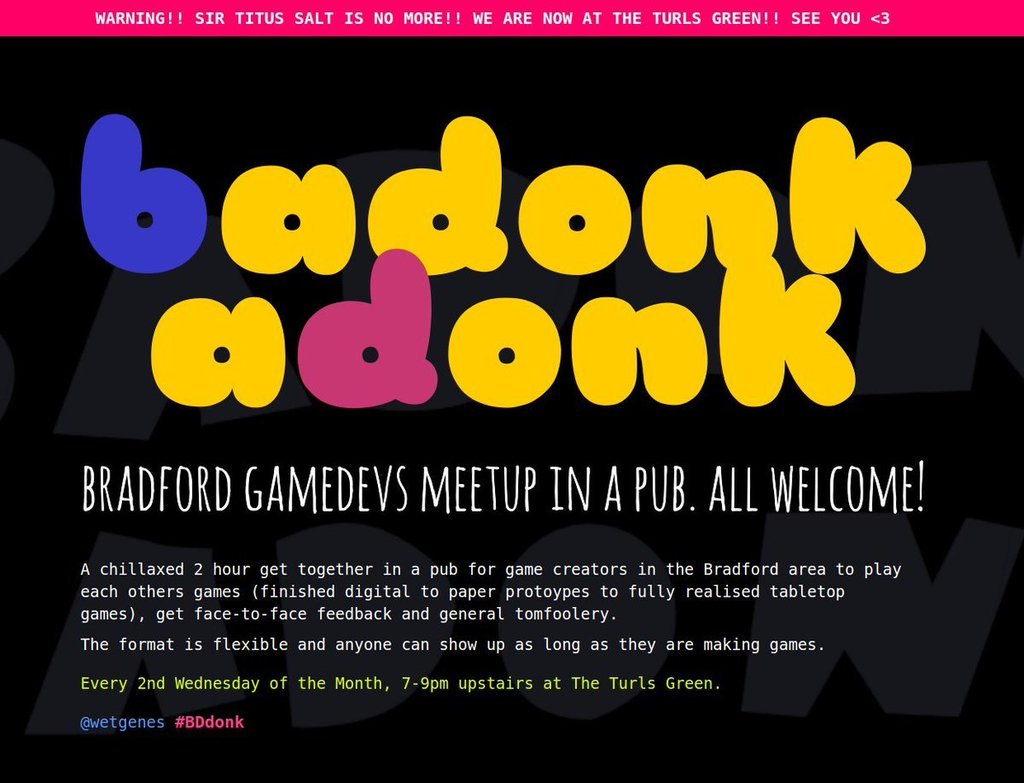 WARNING!! SIR TITUS SALT IS NO MORE!! WE ARE NOW AT THE TURLS GREEN!! SEE YOU <3
badonk
adonk
BRADFORD GAMEDEVS MEETUP IN A PUB. ALL WELCOME!
A chillaxed 2 hour get together in a pub for game creators in the Bradford area to play
each others games (finished digital to paper protoypes to fully realised tabletop
games), get face-to-face feedback and general tomfoolery.
The format is flexible and anyone can show up as long as they are making games.
Every 2nd Wednesday of the Month, 7-9pm upstairs at The Turls Green.
@wetgenes #BDdonk